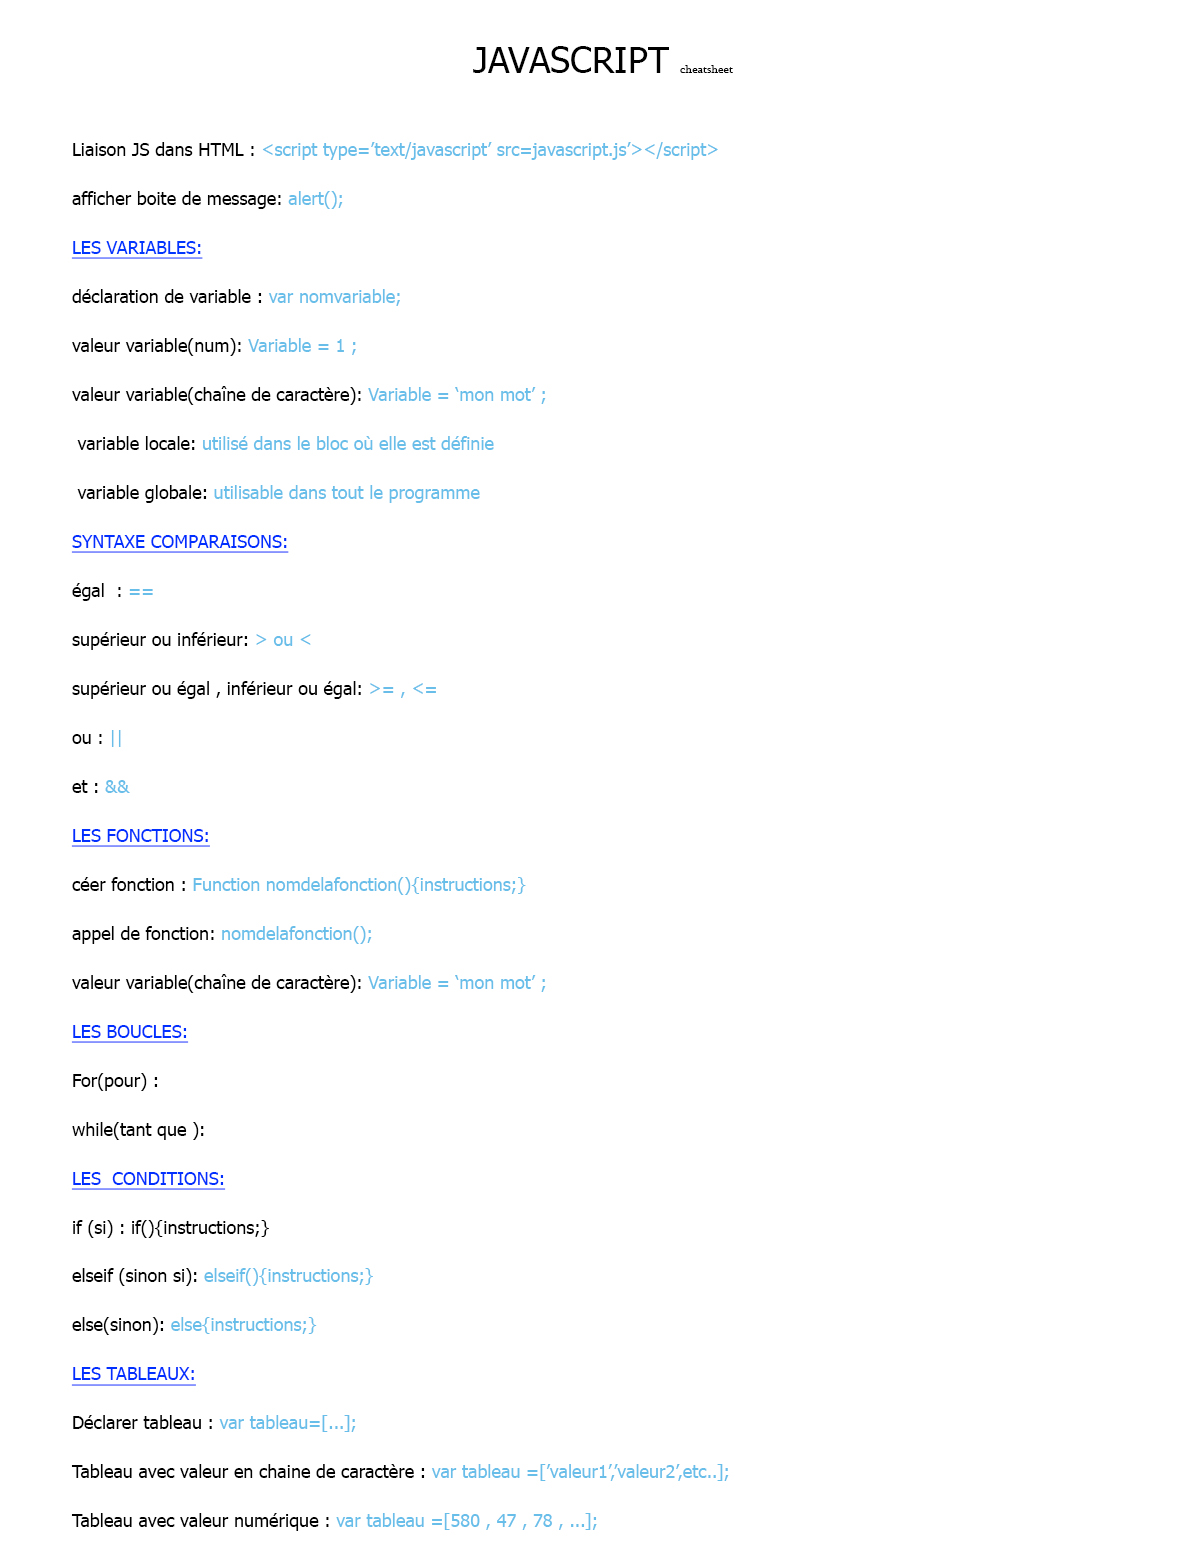 JAVASCRIPT cheatsheet
Liaison JS dans HTML : <script type=’text/javascript’ src=javascript.js’></script>
afficher boite de message: alert();
LES VARIABLES:
déclaration de variable : var nomvariable;
valeur variable(num): Variable = 1 ;
valeur variable(chaîne de caractère): Variable = ‘mon mot’ ;
variable locale: utilisé dans le bloc où elle est définie
variable globale: utilisable dans tout le programme
SYNTAXE COMPARAISONS:
égal  : ==
supérieur ou inférieur: > ou <
supérieur ou égal , inférieur ou égal: >= , <=
ou : ||
et : &&
LES FONCTIONS:
céer fonction : Function nomdelafonction(){instructions;}
appel de fonction: nomdelafonction();
valeur variable(chaîne de caractère): Variable = ‘mon mot’ ;
LES BOUCLES:
For(pour) :
while(tant que ):
LES  CONDITIONS:
if (si) : if(){instructions;}
elseif (sinon si): elseif(){instructions;}
else(sinon): else{instructions;}
LES TABLEAUX:
Déclarer tableau : var tableau=[...];
Tableau avec valeur en chaine de caractère : var tableau =[’valeur1’,’valeur2’,etc..];
Tableau avec valeur numérique : var tableau =[580 , 47 , 78 , ...];